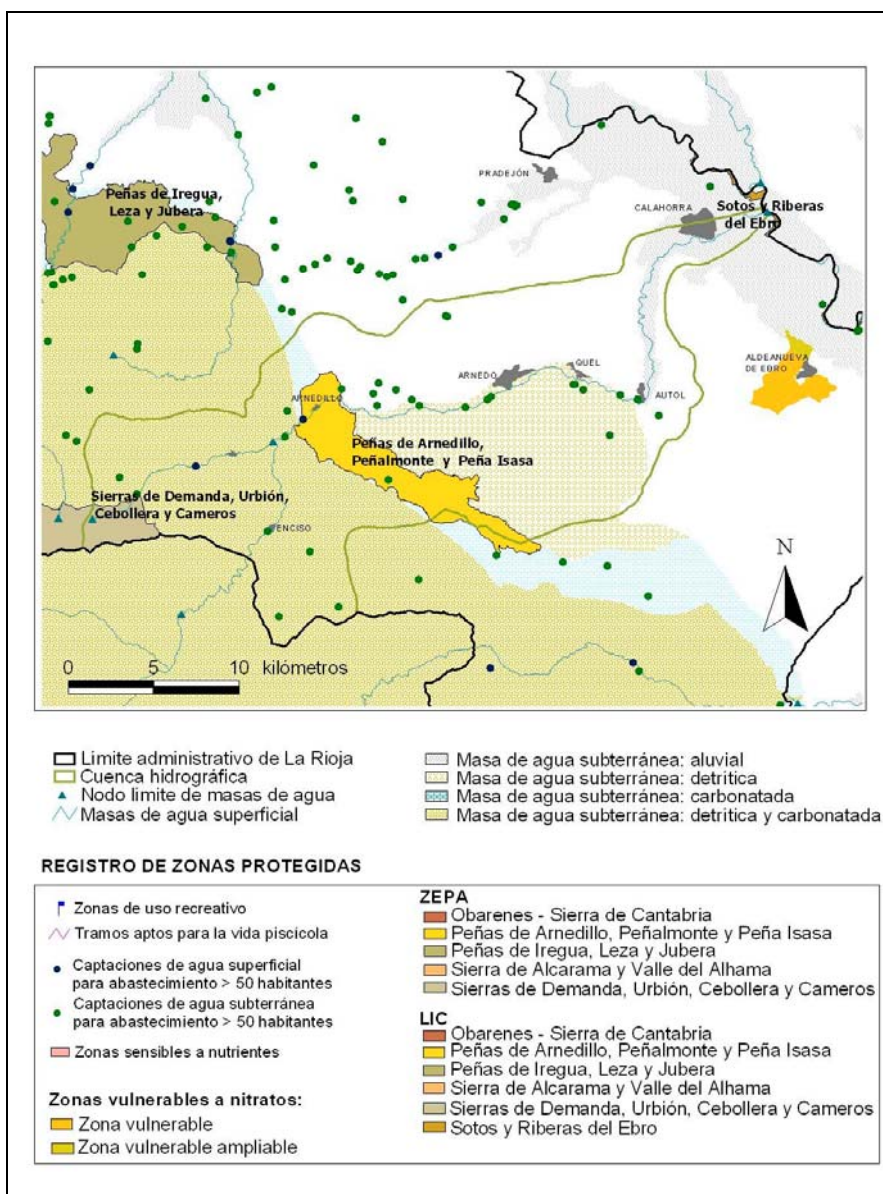 Peñas de Iregua,
Leza y Jubera
PRADEJÓN
CALAHORRA
Sotos y Riberas
del Ebro
ALDEANUEVA
DE EBRO
ARNEDO
QUEL
AUTOL
ARNEDILLO
Peñas de Arnedillo,
Peñalmonte y Peña Isasa
Sierras de Demanda, Urbión,
Cebollera y Cameros
ENCISO
N
0 5 10 kilómetros
Limite administrativo de La Rioja
Cuenca hidrográfica
Nodo limite de masas de agua
Masas de agua superficial
Masa de agua subterránea: aluvial
Masa de agua subterránea: detritica
Masa de agua subterránea: carbonatada
Masa de agua subterránea: detritica y carbonatada
REGISTRO DE ZONAS PROTEGIDAS
Zonas de uso recreativo
Tramos aptos para la vida piscícola
Captaciones de agua superficial
para abastecimiento > 50 habitantes
Captaciones de agua subterránea
para abastecimiento > 50 habitantes
Zonas sensibles a nutrientes
Zonas vulnerables a nitratos:
Zona vulnerable
Zona vulnerable ampliable
ZEPA
Obarenes - Sierra de Cantabria
Peñas de Arnedillo, Peñalmonte y Peña Isasa
Peñas de Iregua, Leza y Jubera
Sierra de Alcarama y Valle del Alhama
Sierras de Demanda, Urbión, Cebollera y Cameros
LIC
Obarenes - Sierra de Cantabria
Peñas de Arnedillo, Peñalmonte y Peña Isasa
Peñas de Iregua, Leza y Jubera
Sierra de Alcarama y Valle del Alhama
Sierras de Demanda, Urbión, Cebollera y Cameros
Sotos y Riberas del Ebro